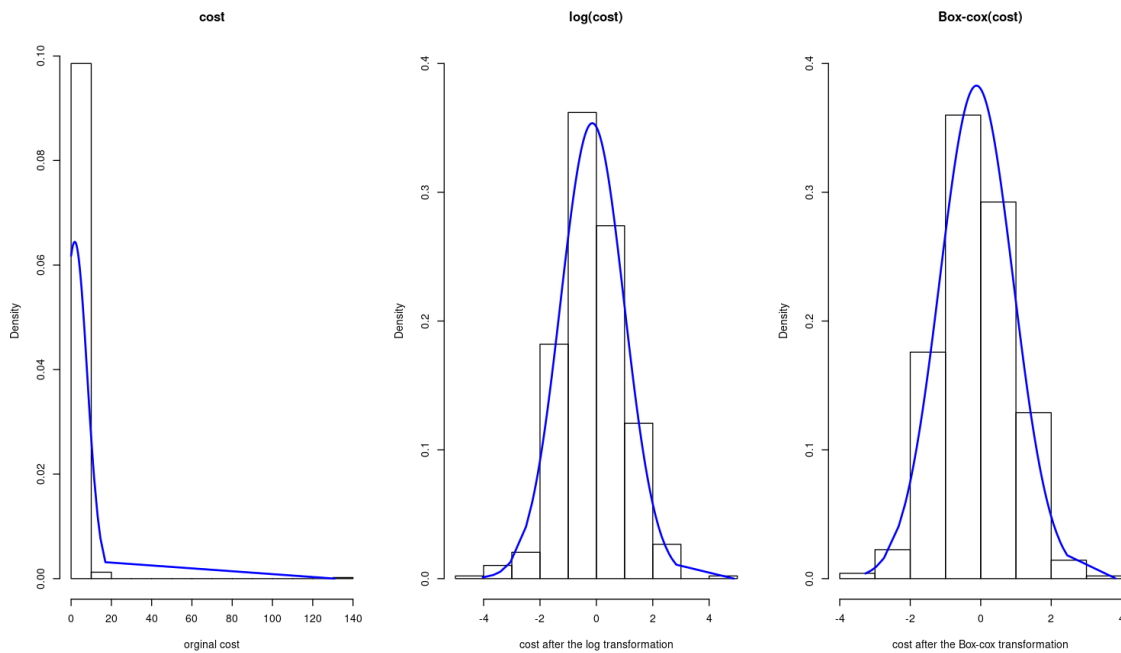 cost
0.00
0.02
0.04
0.06
0.08
0.10
Density
0 20 40 60 80 100 120 140
orginal cost
log(cost)
0.0
0.1
0.2
0.3
0.4
Density
-4 -2 0 2 4
cost after the log transformation
Box-cox(cost)
0.0
0.1
0.2
0.3
0.4
Density
-4 -2 0 2 4
cost after the Box-cox transformation